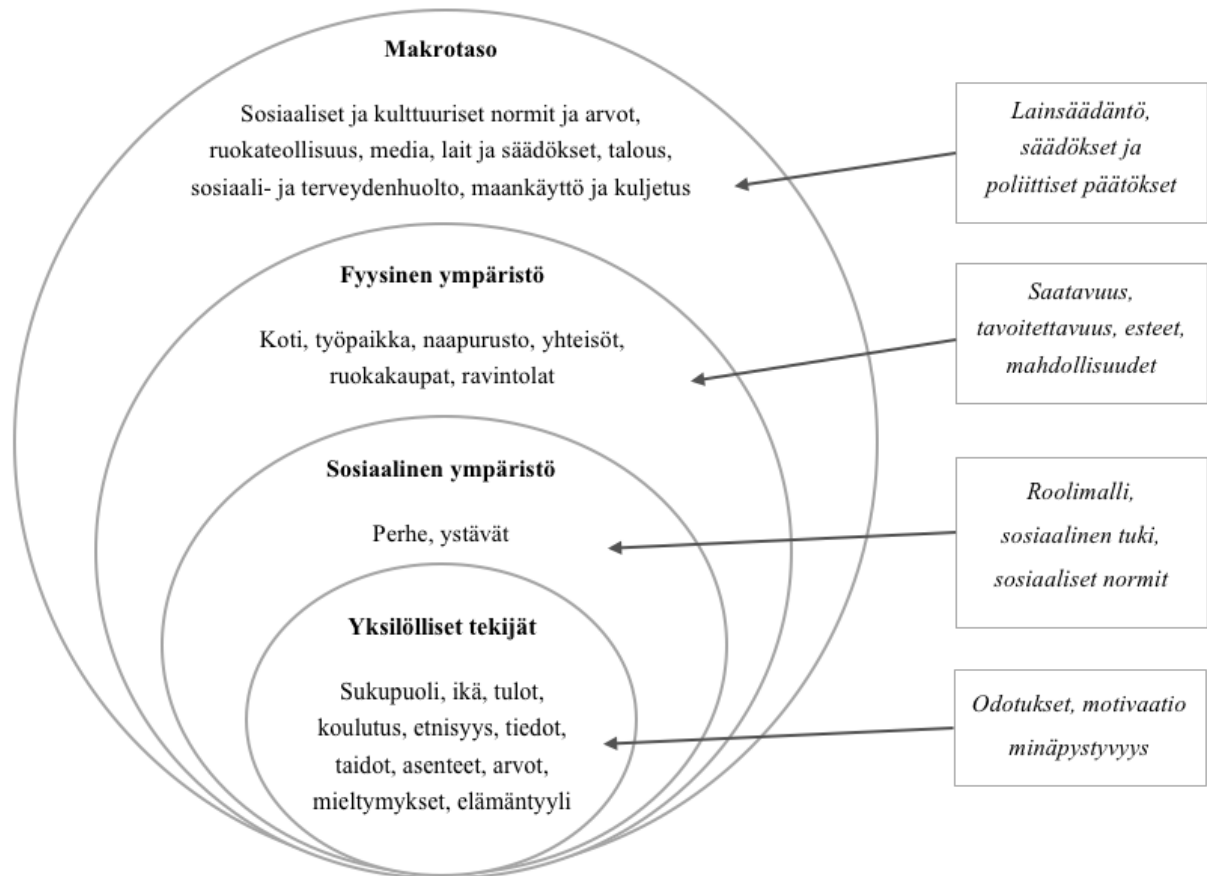 Makrotaso
Sosiaaliset ja kulttuuriset normit ja arvot,
ruokateollisuus, media, lait ja säädökset, talous,
sosiaali- ja terveydenhuolto, maankäyttö ja kuljetus
Lainsäädäntö,
säädökset ja
poliittiset päätökset
Fyysinen ympäristö
Koti, työpaikka, naapurusto, yhteisöt,
ruokakaupat, ravintolat
Saatavuus,
tavoitettavuus, esteet,
mahdollisuudet
Sosiaalinen ympäristö
Perhe, ystävät
Roolimalli,
sosiaalinen tuki,
sosiaaliset normit
Yksilölliset tekijät
Sukupuoli, ikä, tulot,
koulutus, etnisyys, tiedot,
taidot, asenteet, arvot,
mieltymykset, elämäntyyli
Odotukset, motivaatio
minäpystyvyys